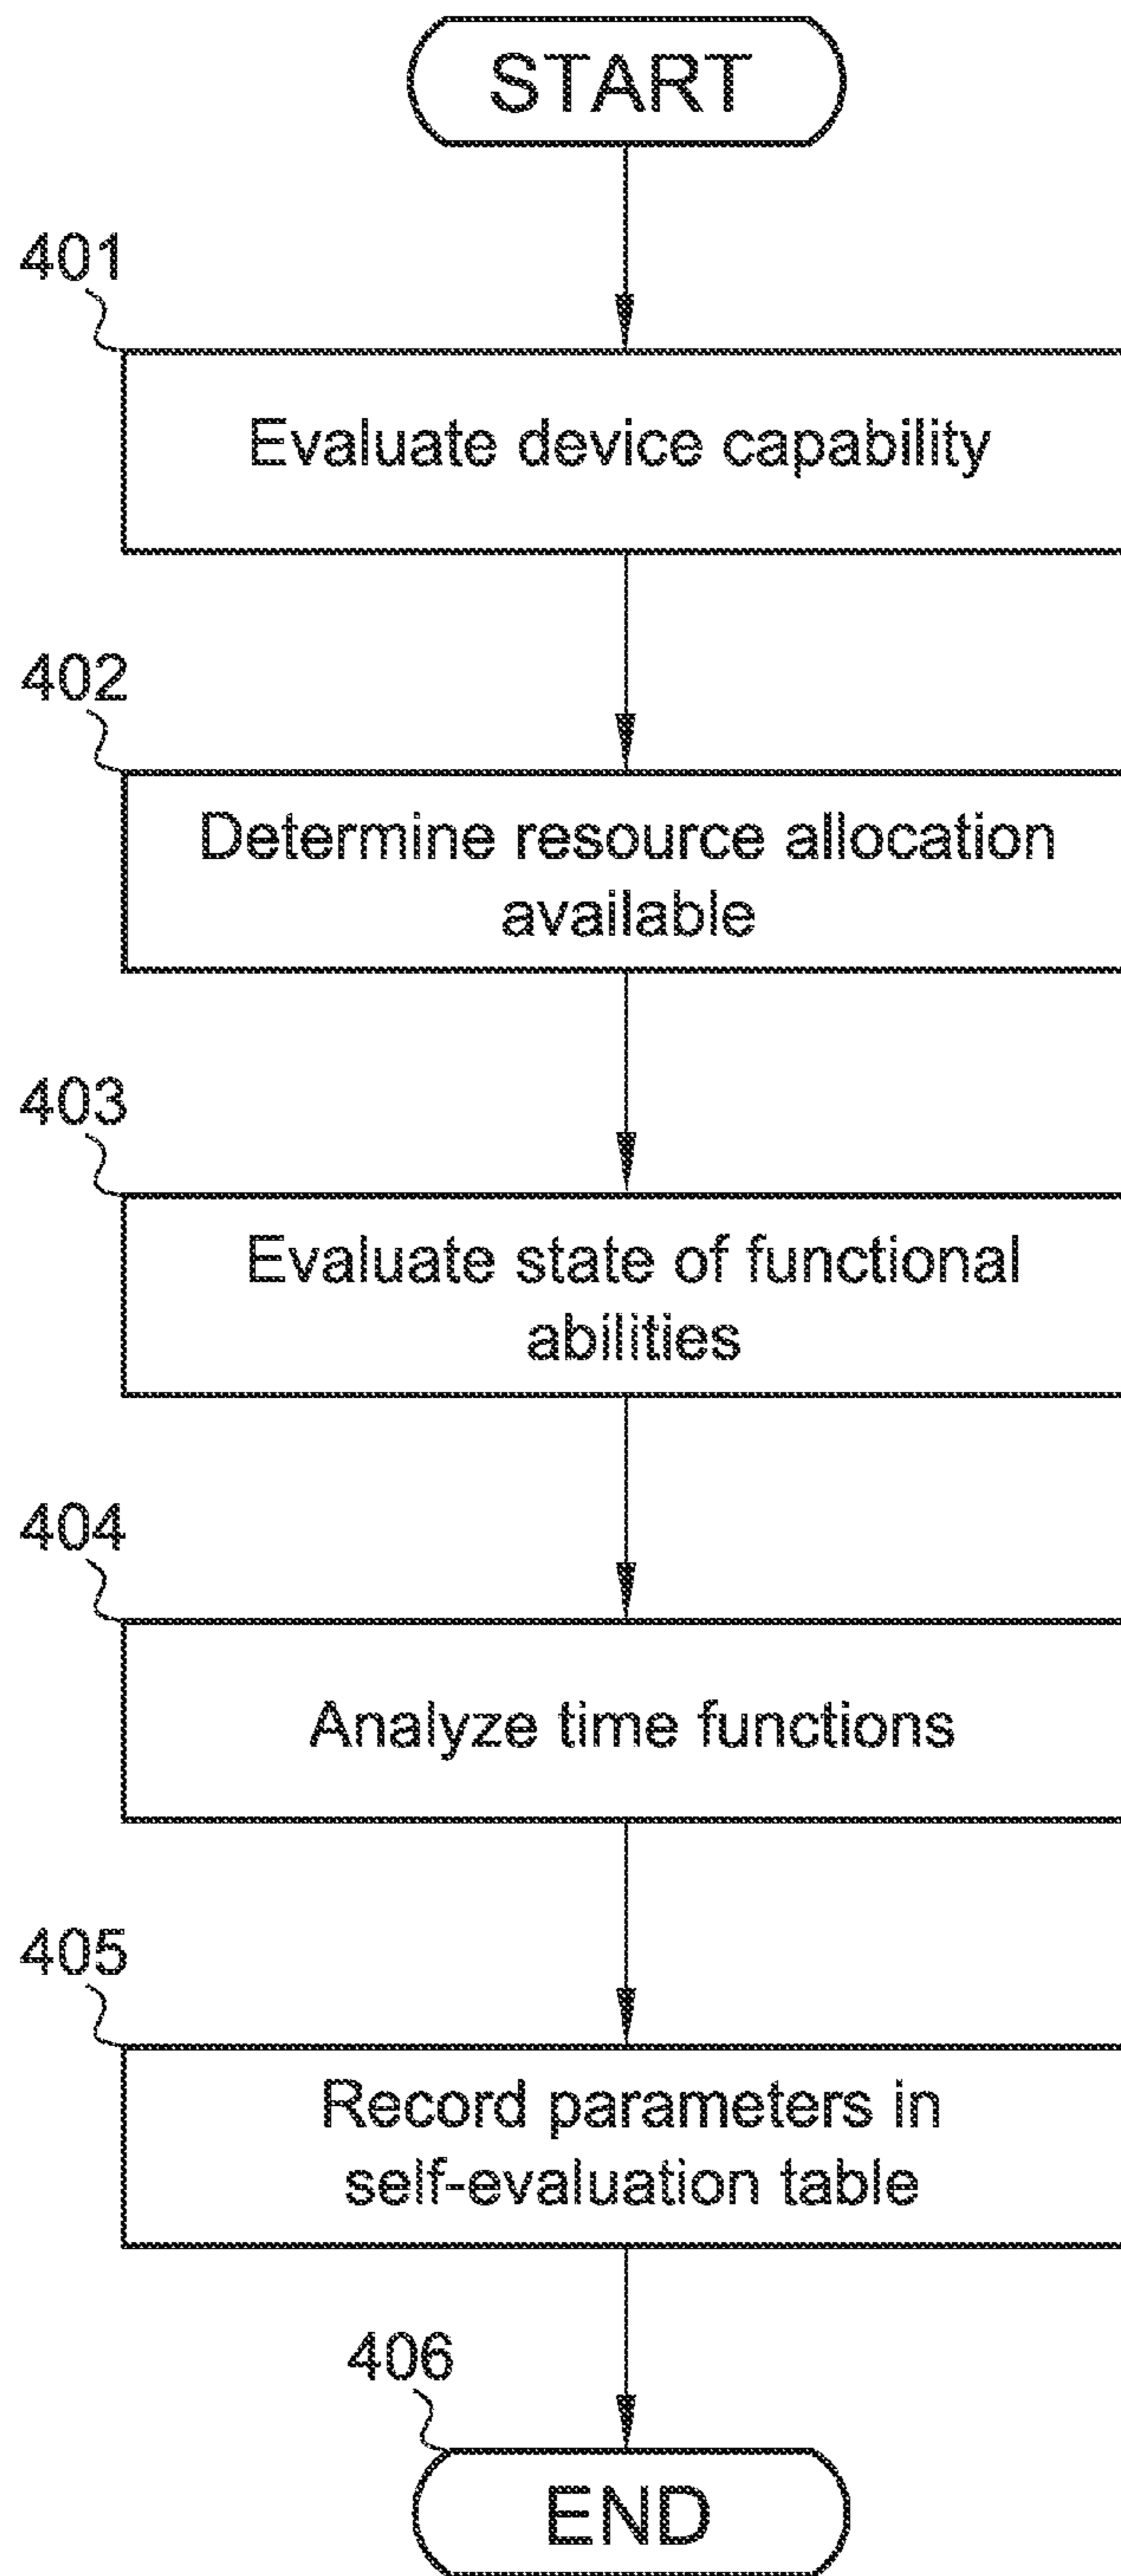 START
401
Evaluate device capability
402
Determine resource allocation
available
403
Evaluate state of functional
abilities
404
Analyze time functions
405
Record parameters in
self-evaluation table
406
END